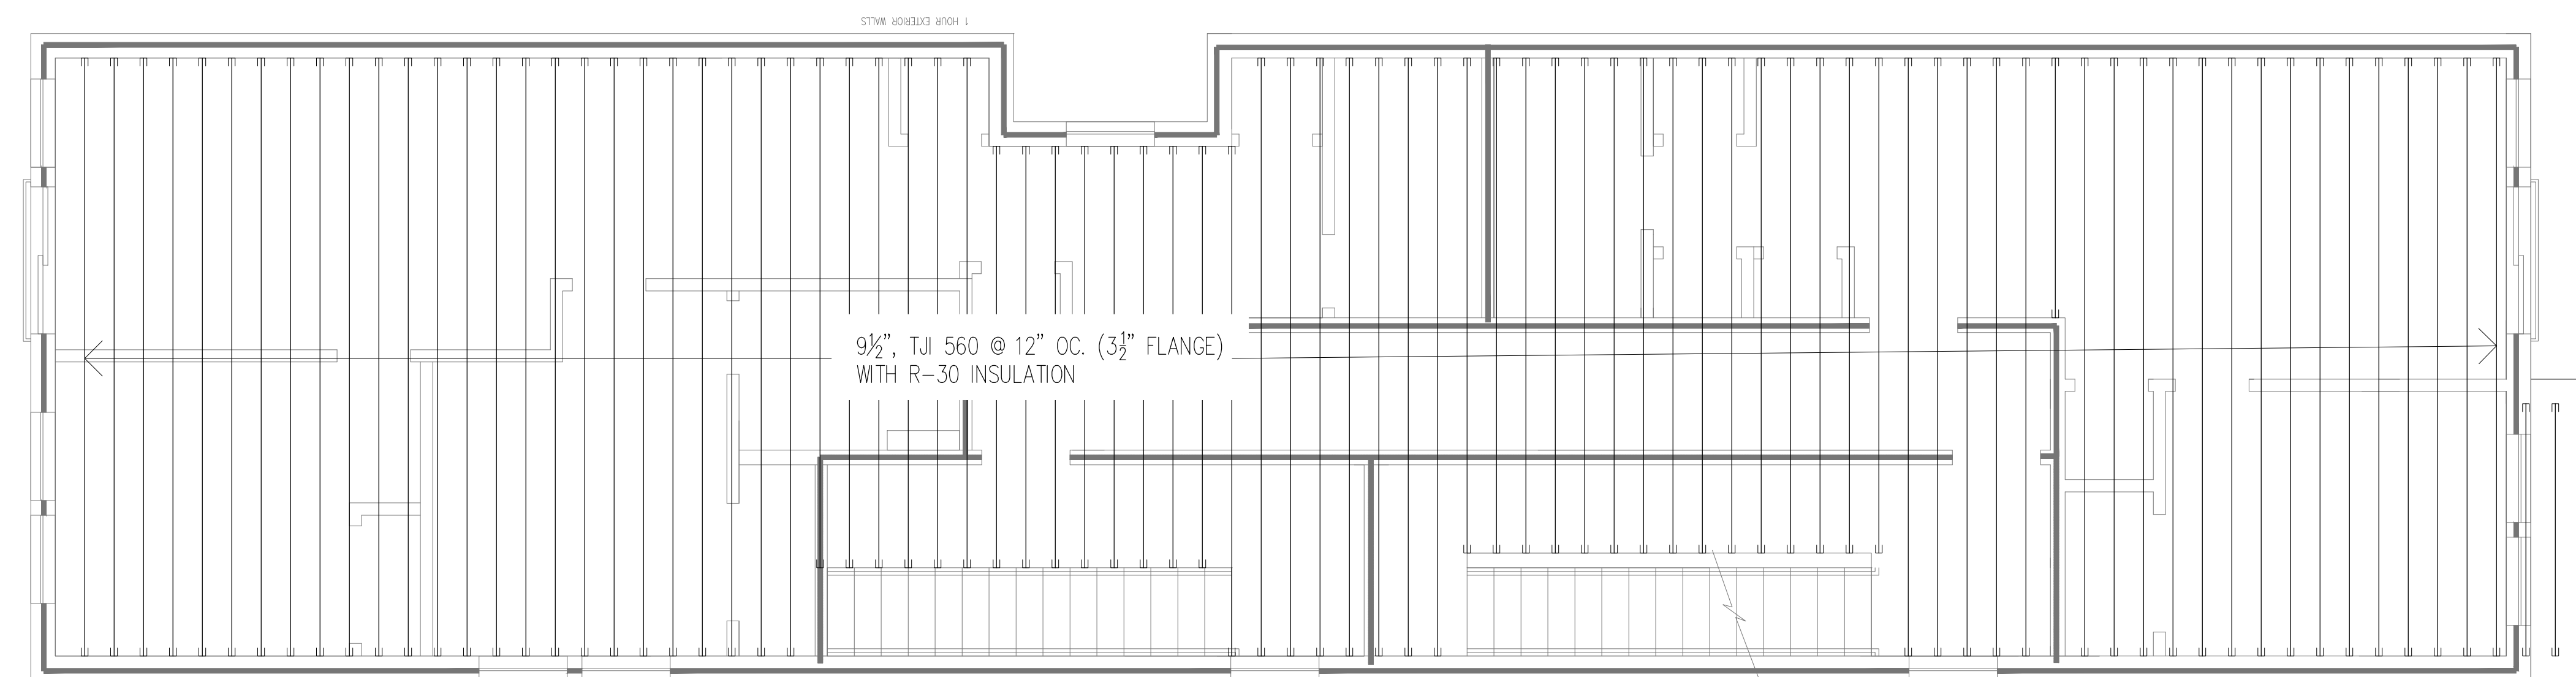 1 HOUR EXTERIOR WALLS
9½", TJI 560 @ 12" OC. (3½" FLANGE)
WITH R-30 INSULATION